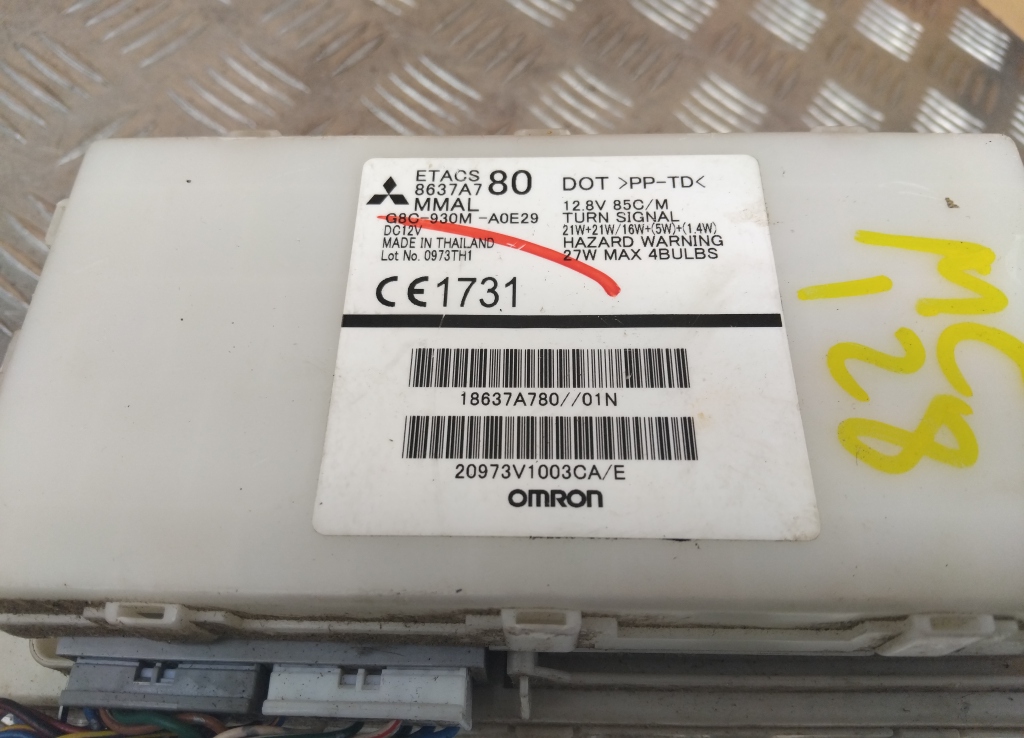 ETACS
8637A7 80
MMAL
G8C-930M-A0E29
DC12V
MADE IN THAILAND
Lot No. 0973TH1
DOT >PP-TD<
12.8V 85C/M
TURN SIGNAL
21W+21W/16W+(5W)+(1.4W)
HAZARD WARNING
27W MAX 4BULBS
CE1731
18637A780//01N
20973V1003CA/E
OMRON
MC
128